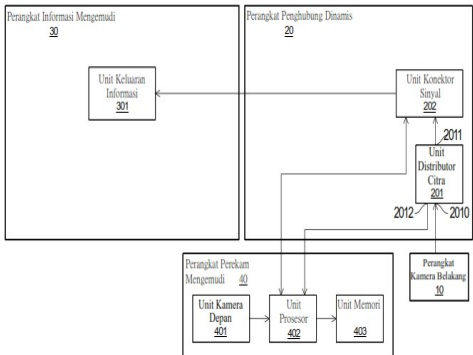 Perangkat Informasi Mengemudi
30
Perangkat Penghubung Dinamis
20
Unit Keluaran
Informasi
301
Unit Konektor
Sinyal
202
2011
Unit
Distributor
Citra
201
2012
2010
Perangkat Perekam
Mengemudi 40
Perangkat
Kamera Belakang
10
Unit Kamera
Depan
401
Unit
Prosesor
402
Unit Memori
403